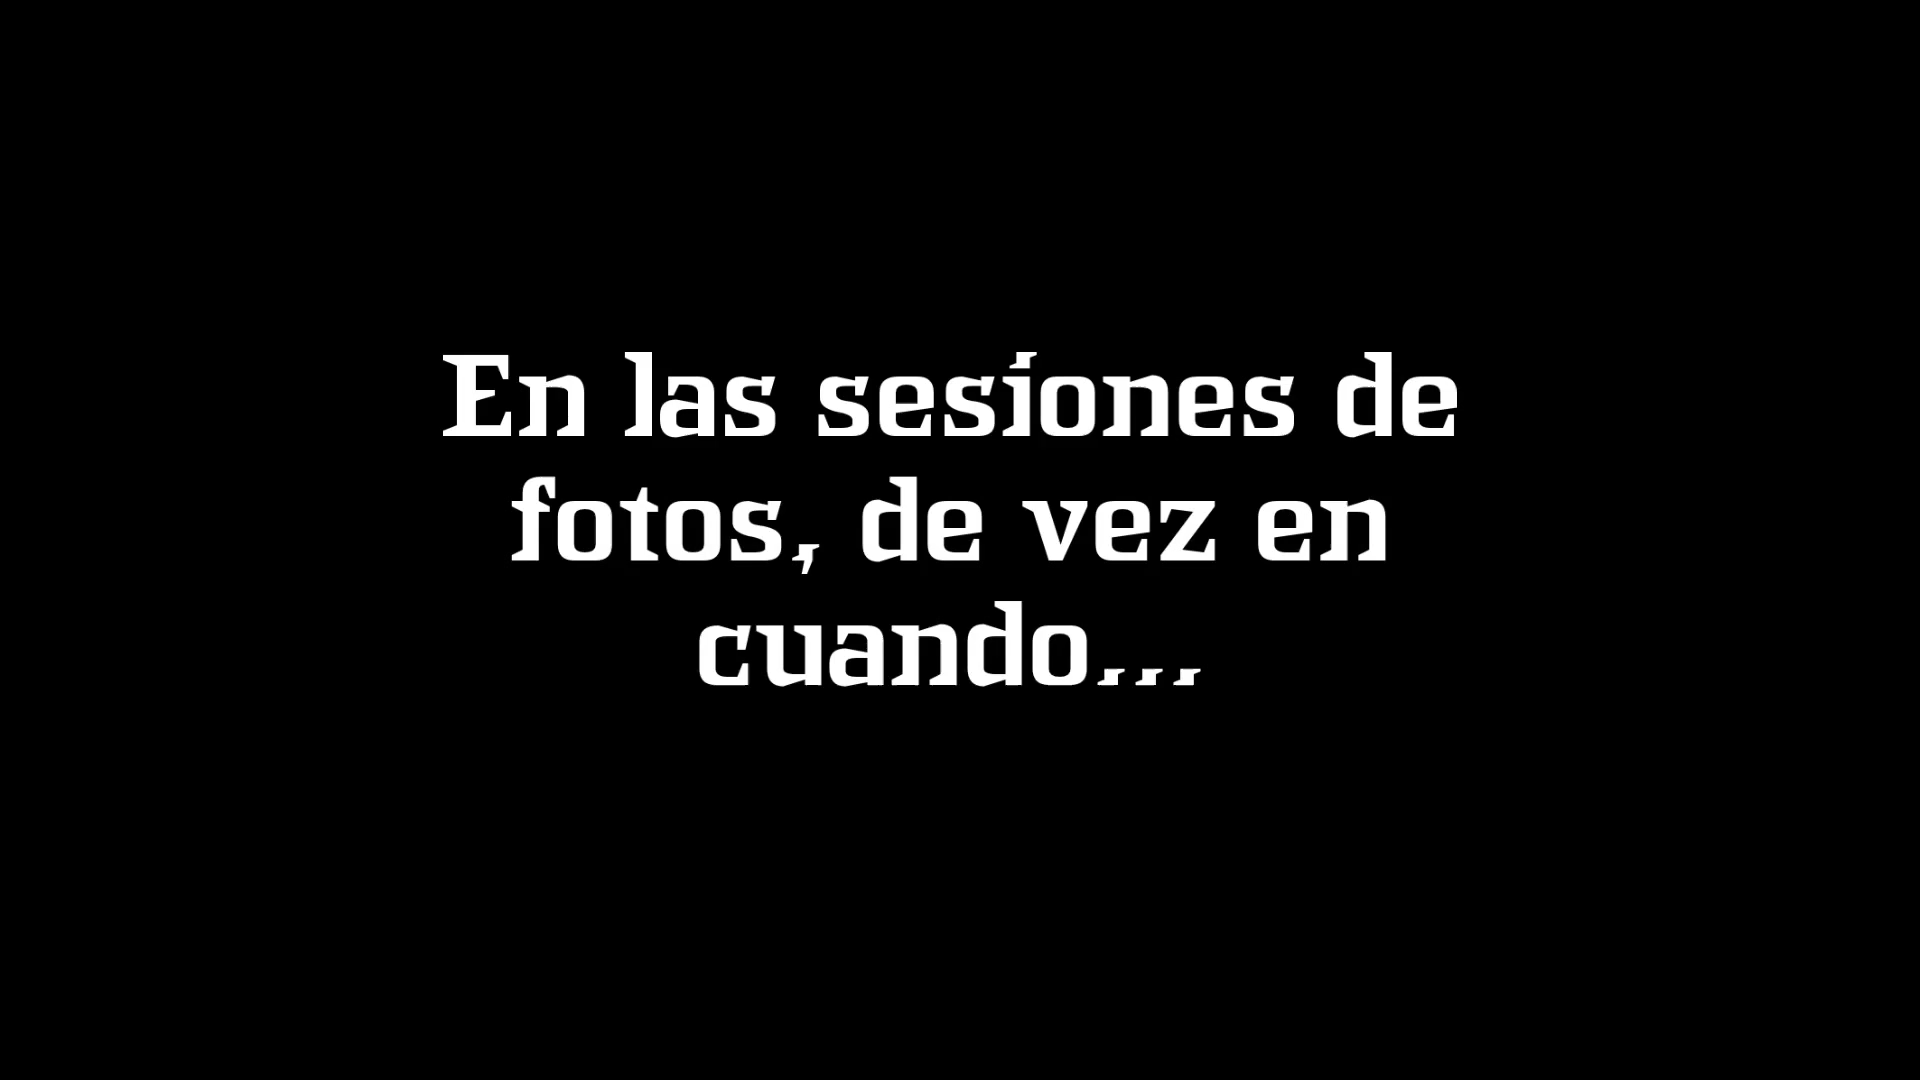 En las sesiones de
fotos, de vez en
cuando...